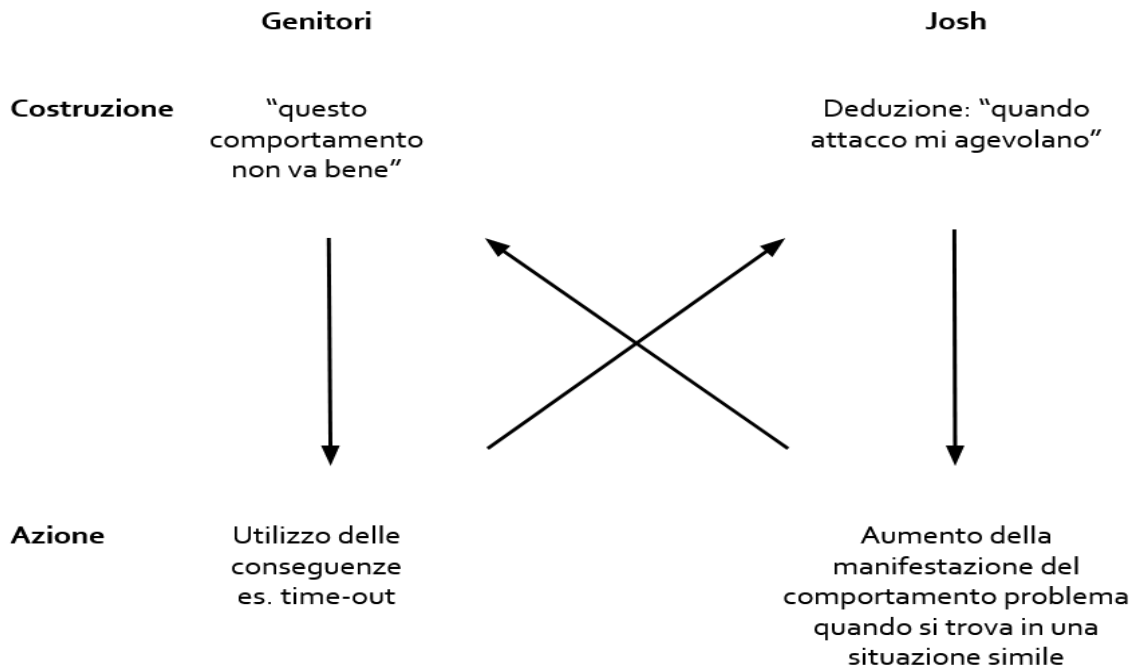 Genitori
Josh
Costruzione
“questo
comportamento
non va bene”
Deduzione: “quando
attacco mi agevolano”
Azione
Utilizzo delle
conseguenze
es. time-out
Aumento della
manifestazione del
comportamento problema
quando si trova in una
situazione simile